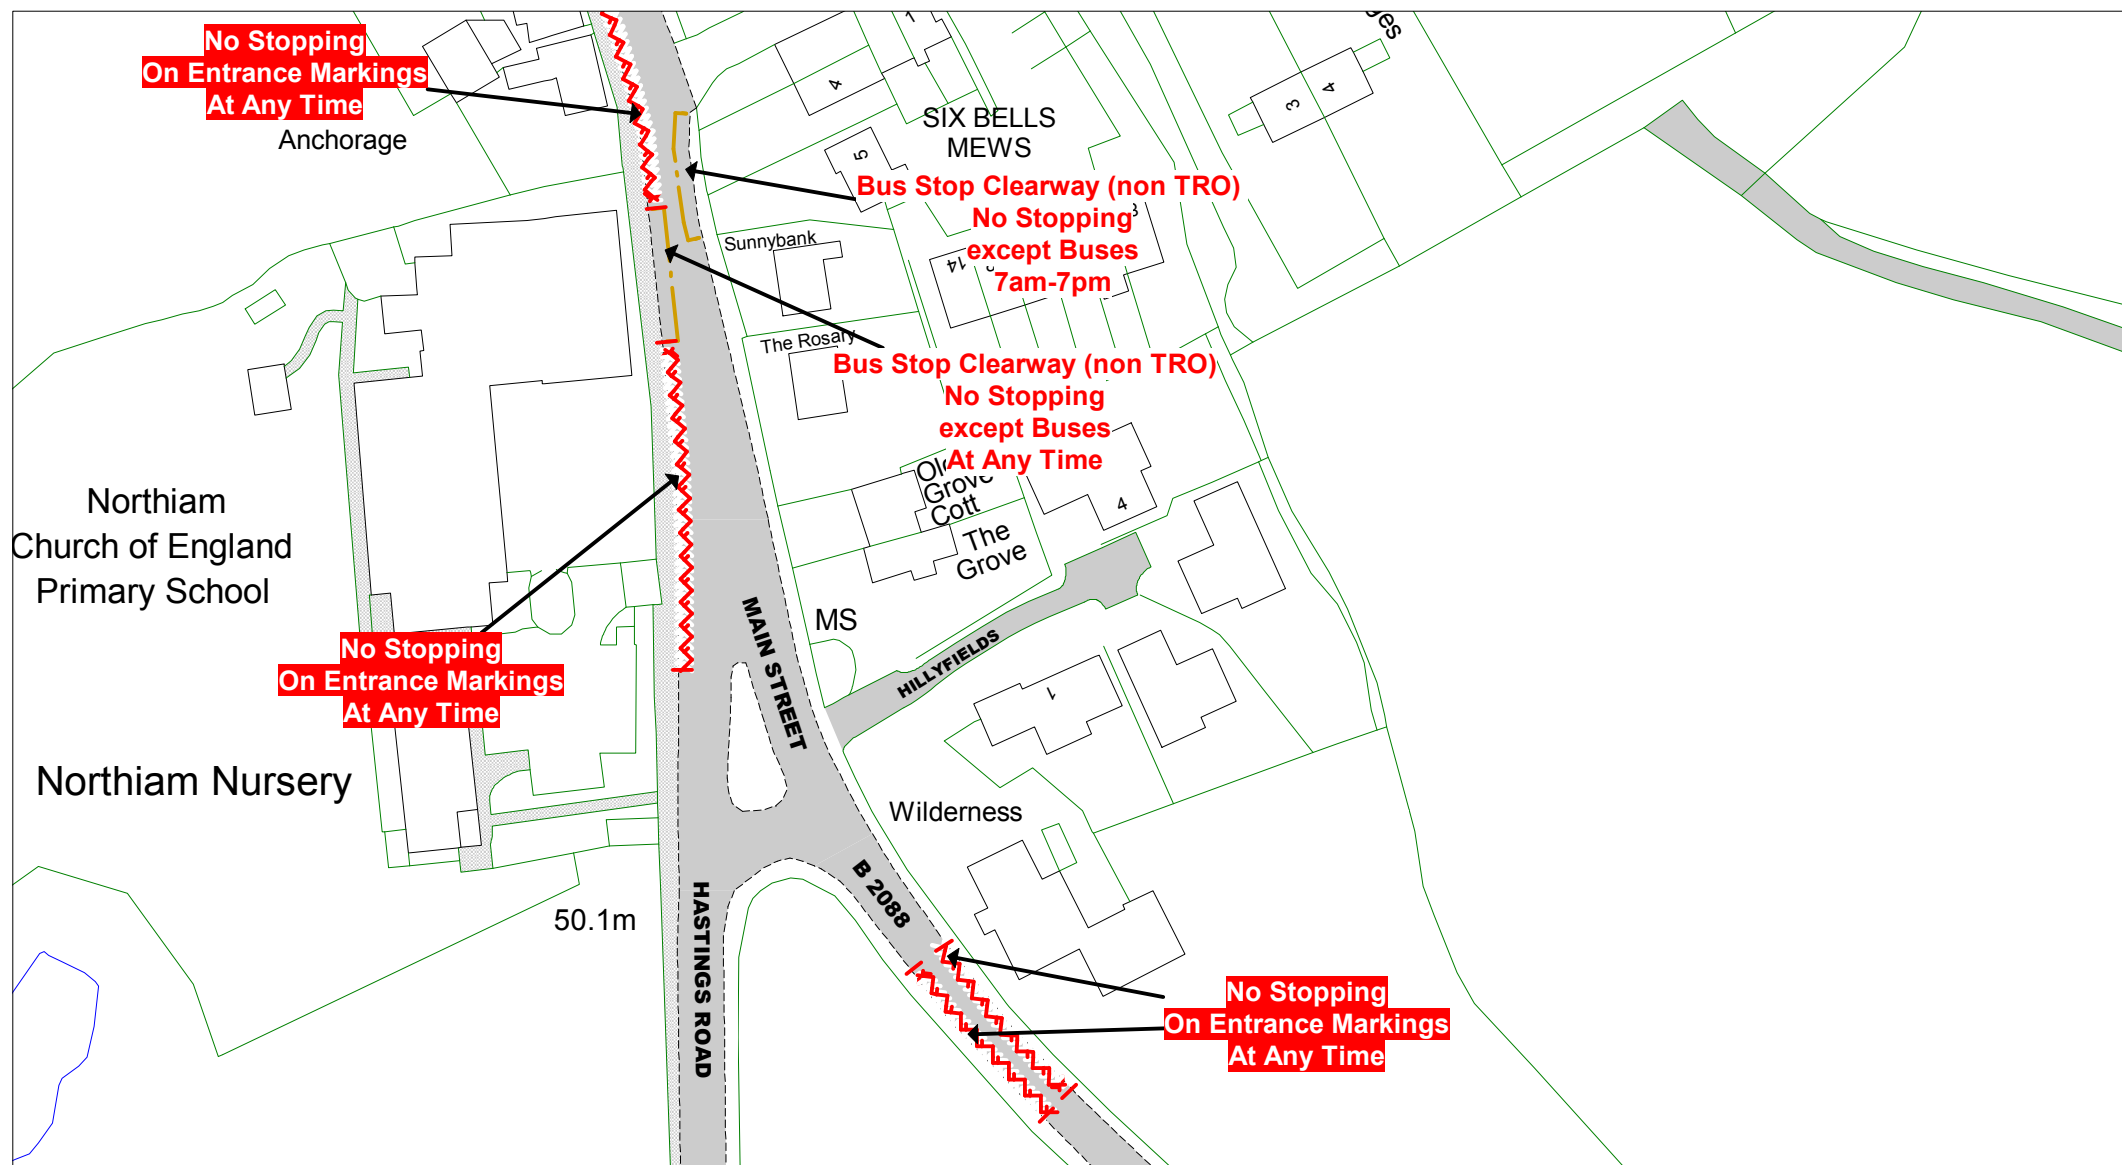 No Stopping
On Entrance Markings
At Any Time
Anchorage
4
1
SIX BELLS
MEWS
3
4
5
Bus Stop Clearway (non TRO)
No Stopping
except Buses
7am-7pm
Sunnybank
14
The Rosary
Bus Stop Clearway (non TRO)
No Stopping
except Buses
At Any Time
Grove
Cott
The
Grove
4
Northiam
Church of England
Primary School
MAIN STREET
MS
HILLYFIELDS
1
No Stopping
On Entrance Markings
At Any Time
Northiam Nursery
Wilderness
B 2088
50.1m
HASTINGS ROAD
No Stopping
On Entrance Markings
At Any Time